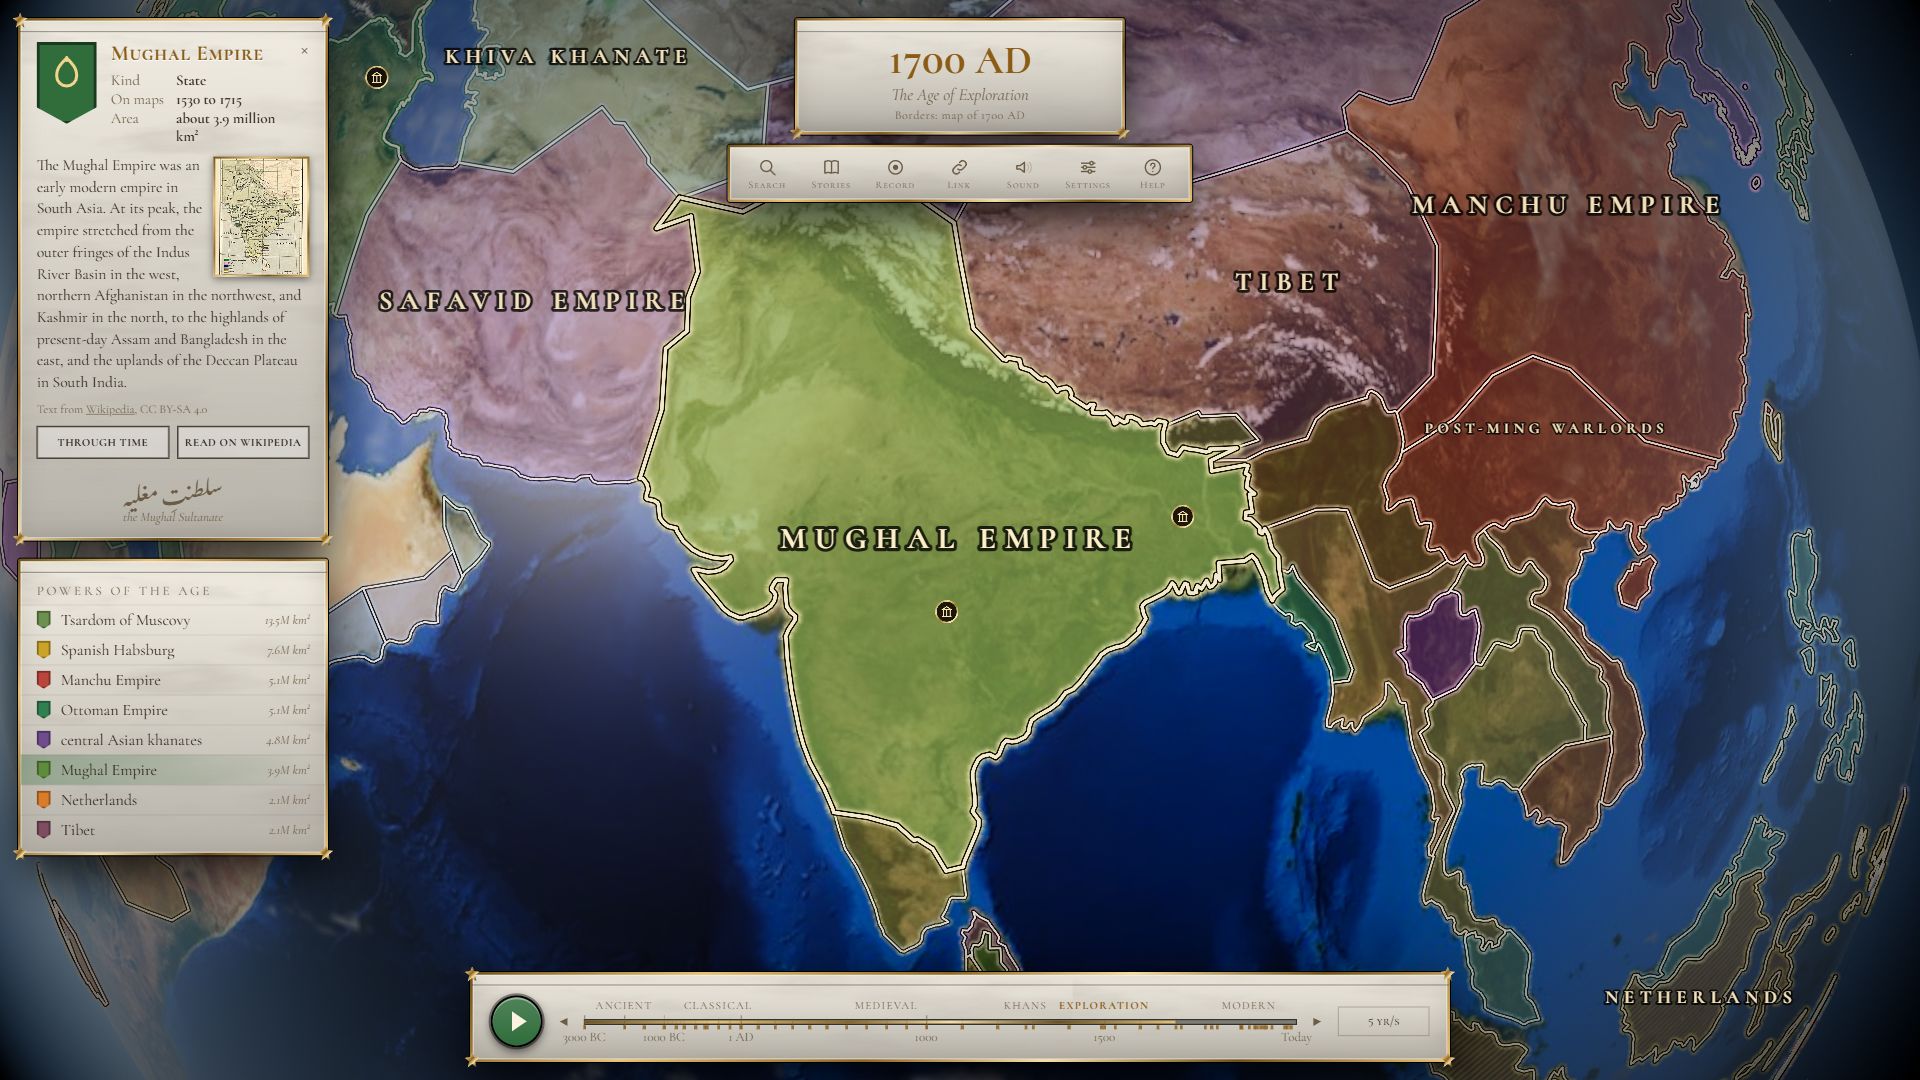 Mughal Empire
×
Kind State
On maps 1530 to 1715
Area about 3.9 million
km²
The Mughal Empire was an
early modern empire in
South Asia. At its peak, the
empire stretched from the
outer fringes of the Indus
River Basin in the west,
northern Afghanistan in the northwest, and
Kashmir in the north, to the highlands of
present-day Assam and Bangladesh in the
east, and the uplands of the Deccan Plateau
in South India.
Text from Wikipedia, CC BY-SA 4.0
THROUGH TIME
READ ON WIKIPEDIA
سلطنتِ مغلیہ
the Mughal Sultanate
POWERS OF THE AGE
Tsardom of Muscovy 13.5M km²
Spanish Habsburg 7.6M km²
Manchu Empire 5.1M km²
Ottoman Empire 5.1M km²
central Asian khanates 4.8M km²
Mughal Empire 3.9M km²
Netherlands 2.1M km²
Tibet 2.1M km²
1700 AD
The Age of Exploration
Borders: map of 1700 AD
SEARCH STORIES RECORD LINK SOUND SETTINGS HELP
KHIVA KHANATE
MANCHU EMPIRE
TIBET
SAFAVID EMPIRE
POST-MING WARLORDS
MUGHAL EMPIRE
NETHERLANDS
ANCIENT CLASSICAL MEDIEVAL KHANS EXPLORATION MODERN
3000 BC 1000 BC 1 AD 1000 1500 Today
5 YR/S